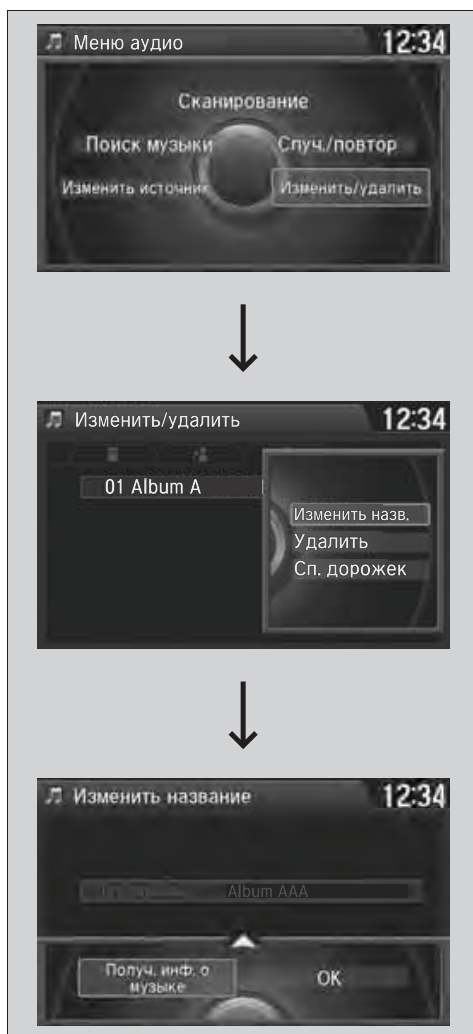 Меню аудио 12:34
Сканирование
Поиск музыки Случ./повтор
Изменить источник Изменить/удалить
Изменить/удалить 12:34
01 Album A
Изменить назв.
Удалить
Сп. дорожек
Изменить название 12:34
Album AAA
Получ. инф. о
музыке
OK